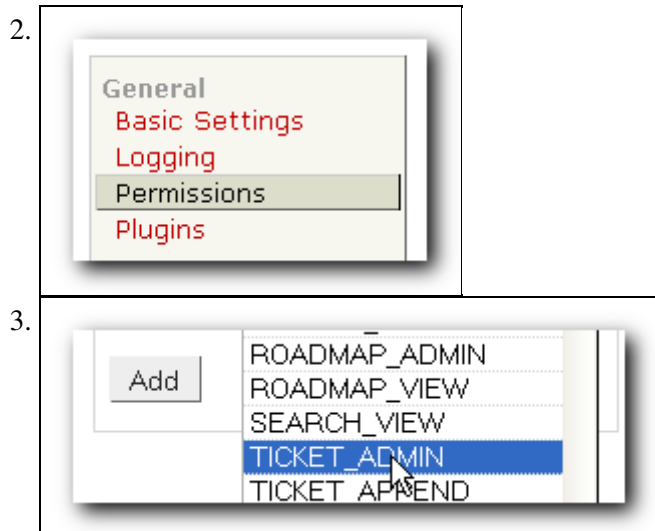 2.
General
Basic Settings
Logging
Permissions
Plugins
3.
Add
ROADMAP_ADMIN
ROADMAP_VIEW
SEARCH_VIEW
TICKET_ADMIN
TICKET_APPEND